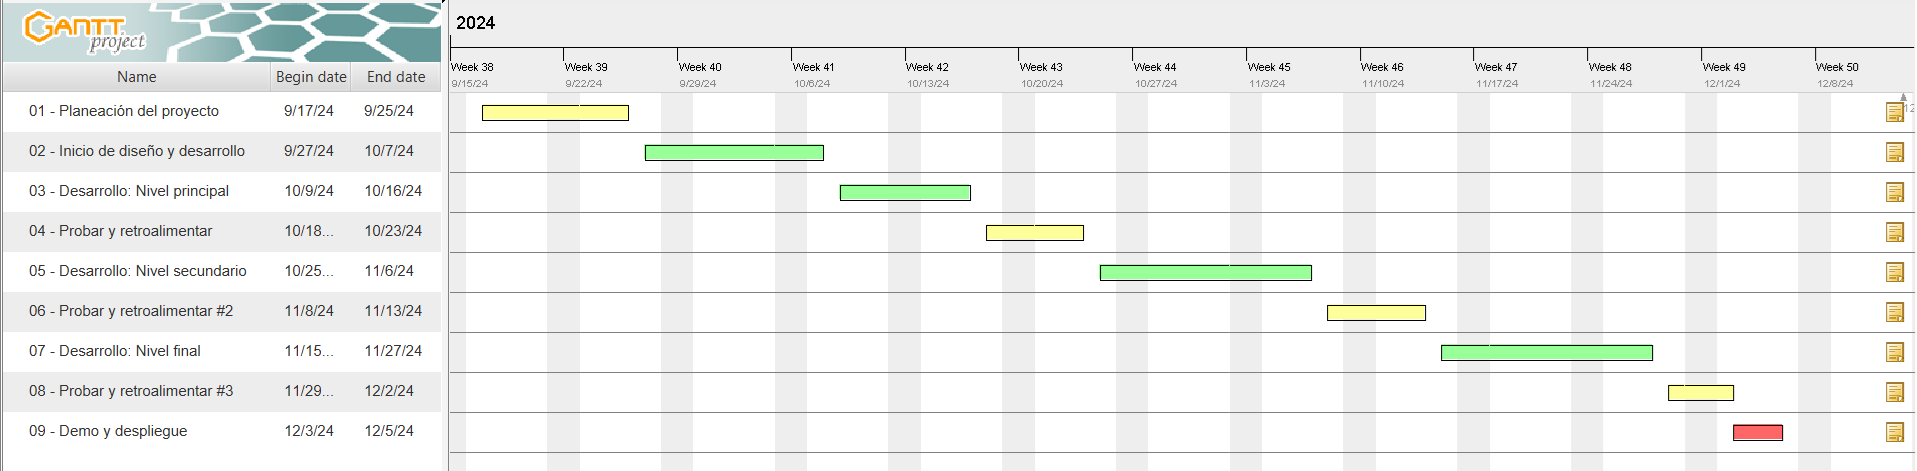 GANTT
project
2024
Week 38 Week 39 Week 40 Week 41 Week 42 Week 43 Week 44 Week 45 Week 46 Week 47 Week 48 Week 49 Week 50
9/15/24 9/22/24 9/29/24 10/6/24 10/13/24 10/20/24 10/27/24 11/3/24 11/10/24 11/17/24 11/24/24 12/1/24 12/8/24
Name Begin date End date
01 - Planeación del proyecto 9/17/24 9/25/24
12
02 - Inicio de diseño y desarrollo 9/27/24 10/7/24
03 - Desarrollo: Nivel principal 10/9/24 10/16/24
04 - Probar y retroalimentar 10/18... 10/23/24
05 - Desarrollo: Nivel secundario 10/25... 11/6/24
06 - Probar y retroalimentar #2 11/8/24 11/13/24
07 - Desarrollo: Nivel final 11/15... 11/27/24
08 - Probar y retroalimentar #3 11/29... 12/2/24
09 - Demo y despliegue 12/3/24 12/5/24